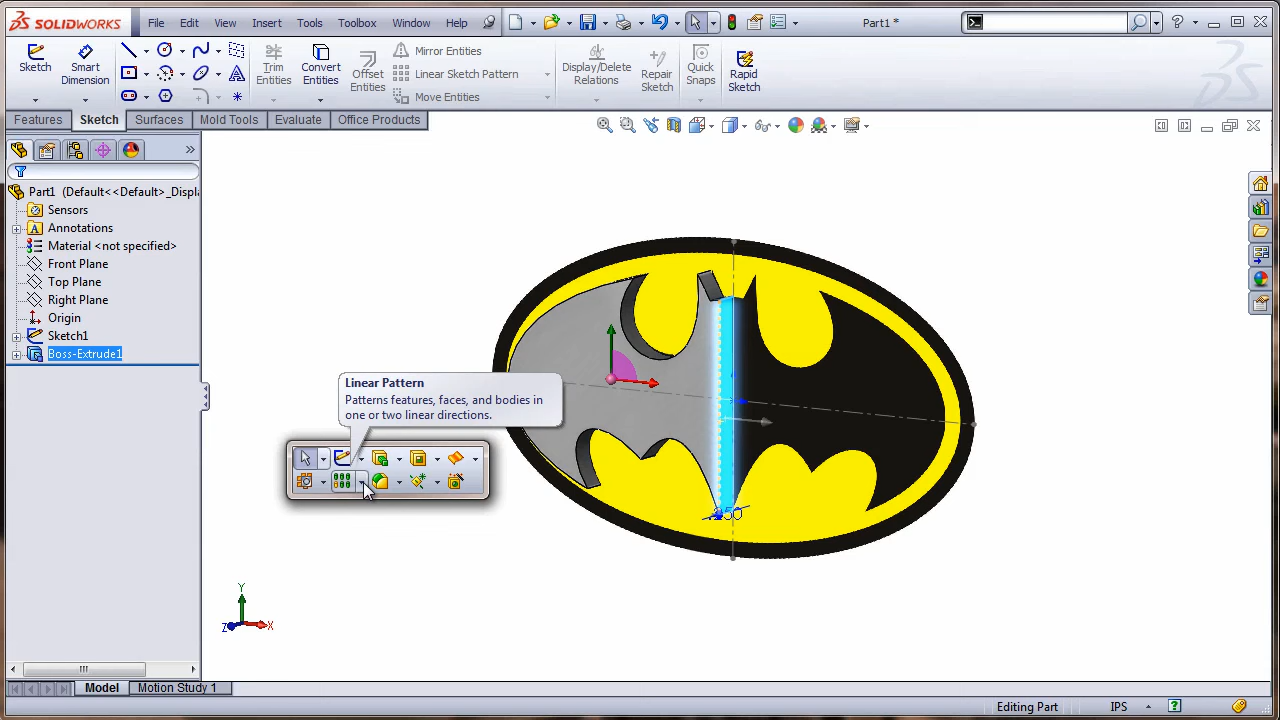 SOLIDWORKS File Edit View Insert Tools Toolbox Window Help Part1 *
Sketch Smart Dimension Trim Entities Convert Entities Offset Entities Mirror Entities Linear Sketch Pattern Move Entities Display/Delete Relations Repair Sketch Quick Snaps Rapid Sketch
Features Sketch Surfaces Mold Tools Evaluate Office Products
Part1 (Default<<Default>_Displa
Sensors
Annotations
Material <not specified>
Front Plane
Top Plane
Right Plane
Origin
Sketch1
Boss-Extrude1
Linear Pattern
Patterns features, faces, and bodies in
one or two linear directions.
Y
Z X
Model Motion Study 1
Editing Part IPS